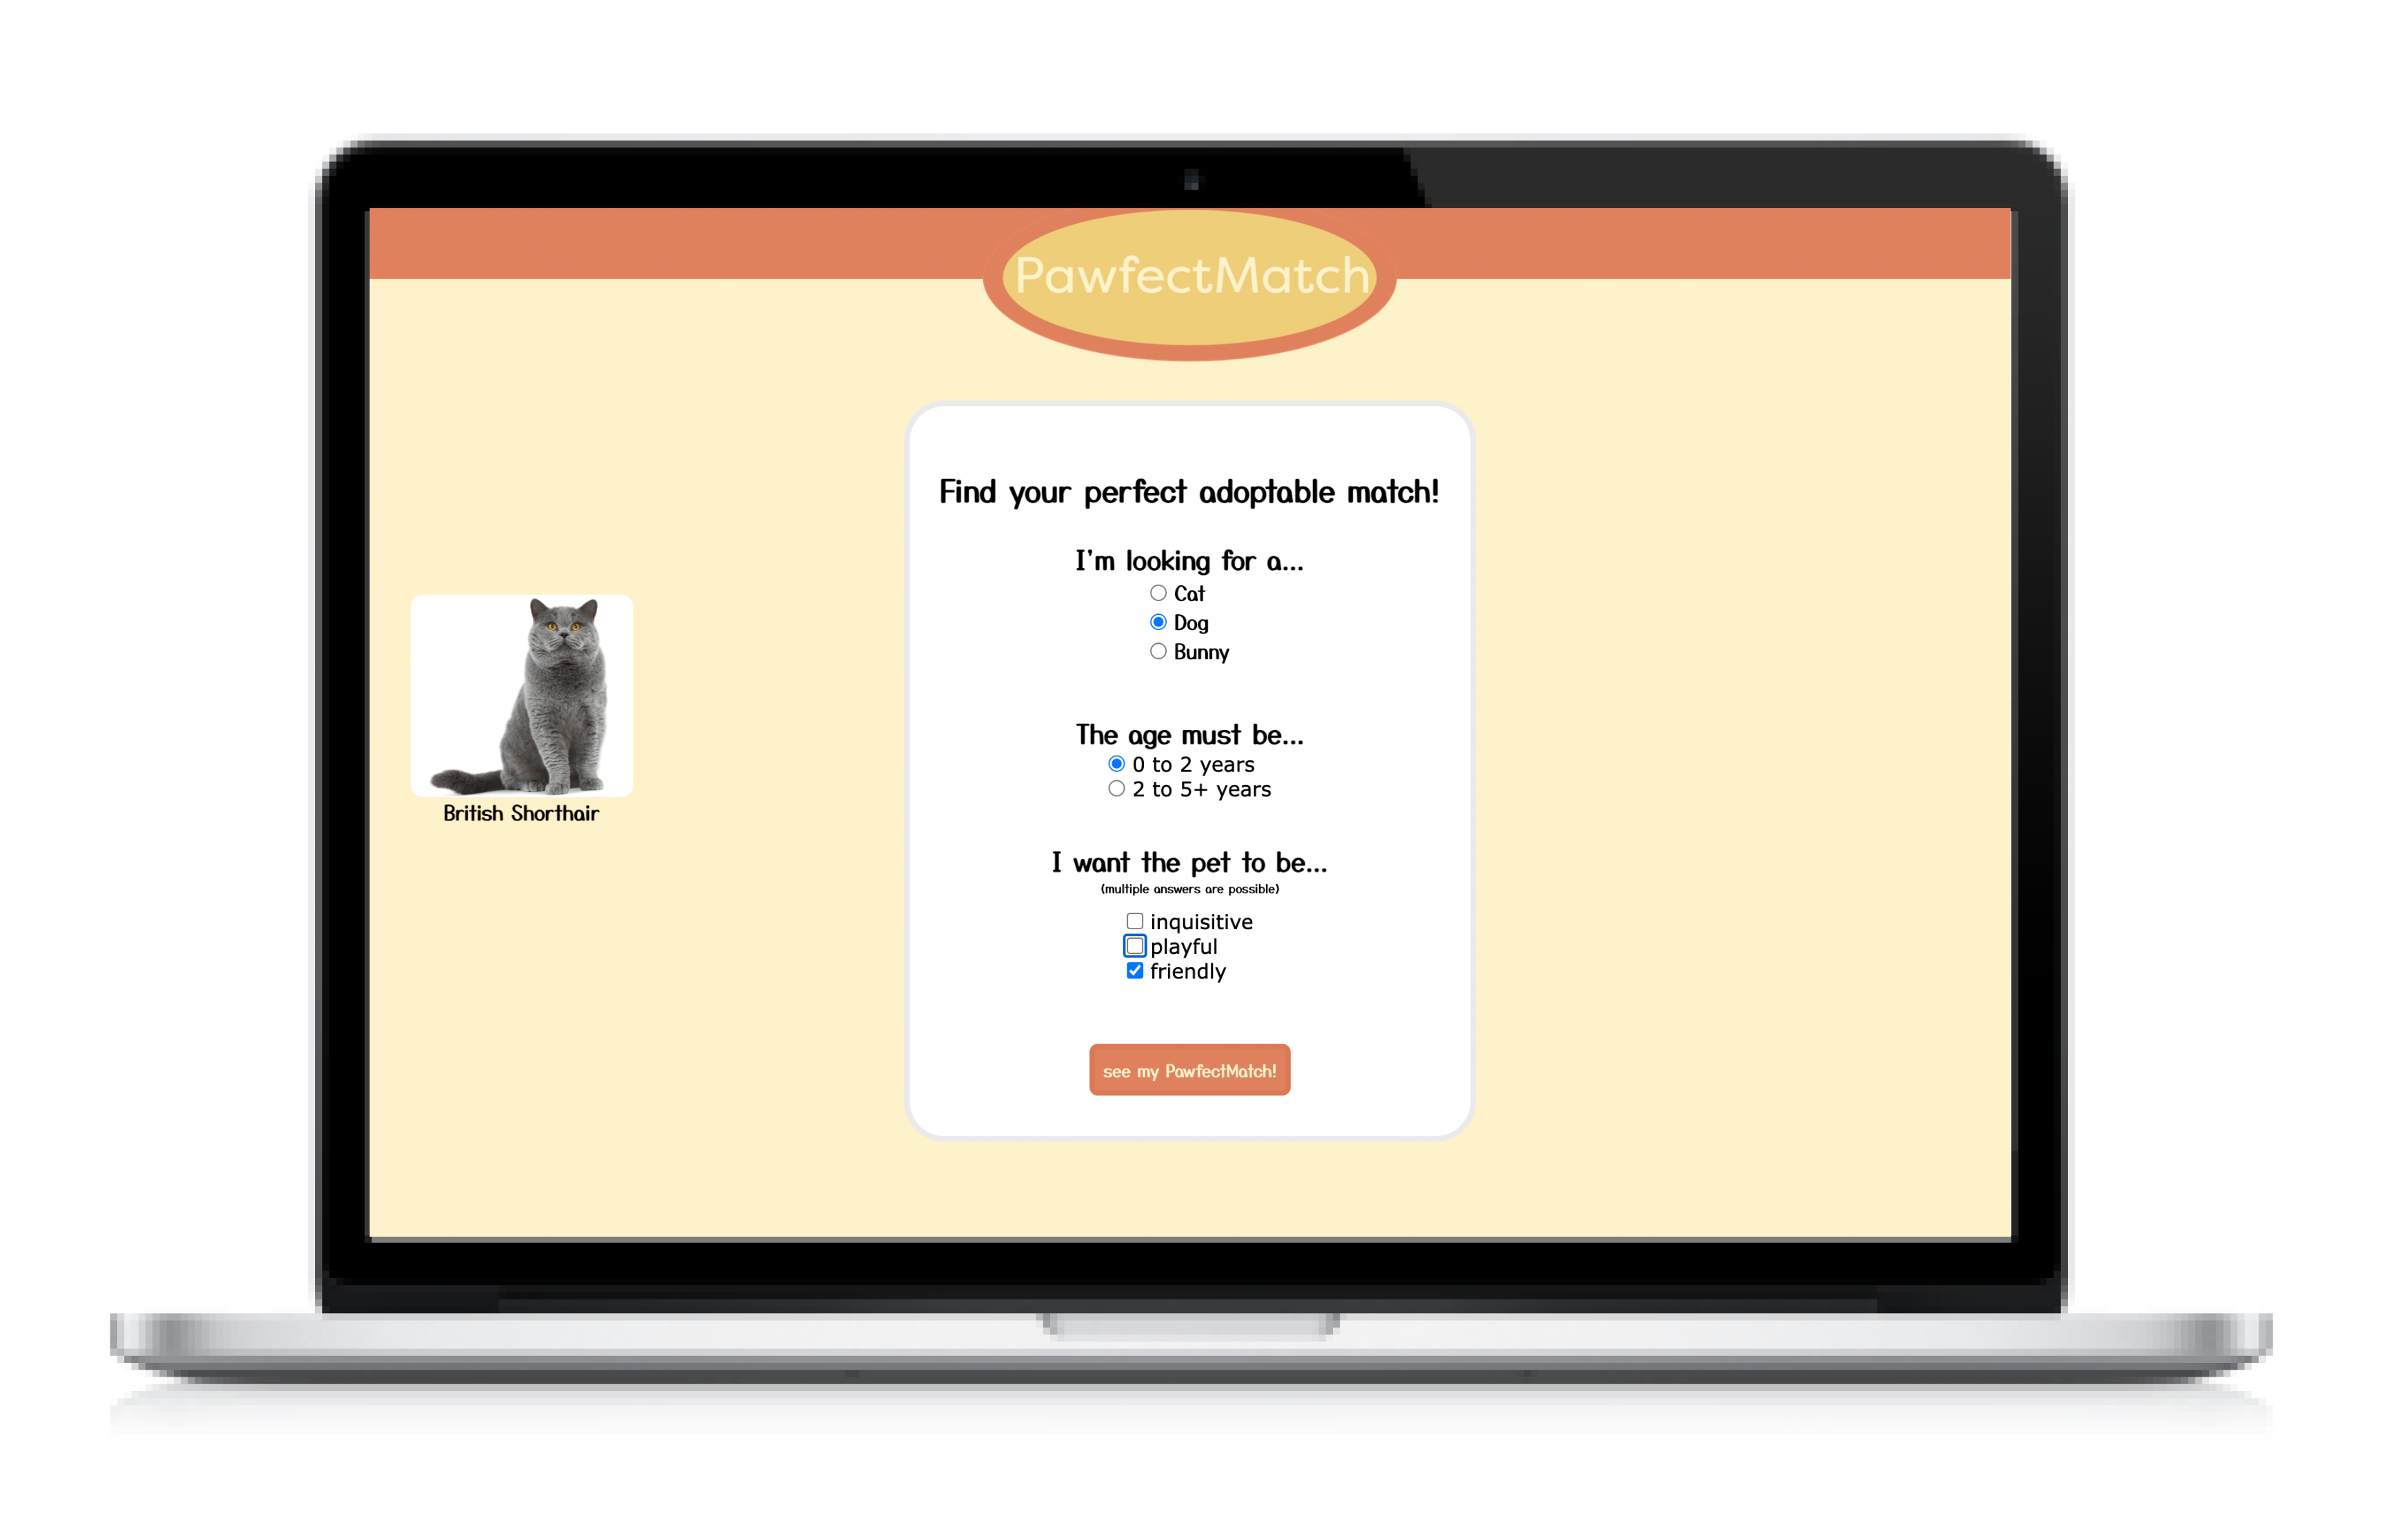 PawfectMatch
Find your perfect adoptable match!
I'm looking for a...
Cat
Dog
Bunny
The age must be...
0 to 2 years
2 to 5+ years
I want the pet to be...
(multiple answers are possible)
inquisitive
playful
friendly
see my PawfectMatch!
British Shorthair